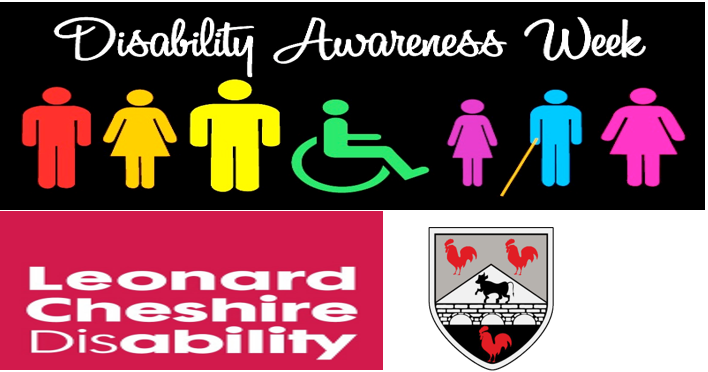 Disability Awareness Week
Leonard
Cheshire
Disability